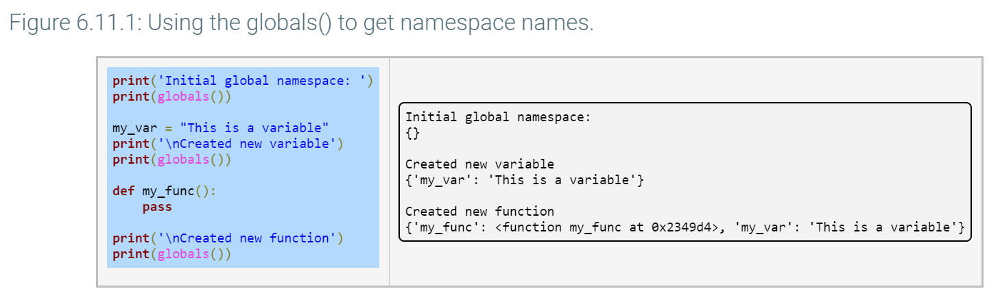 Figure 6.11.1: Using the globals() to get namespace names.
print('Initial global namespace: ')
print(globals())
my_var = "This is a variable"
print('\nCreated new variable')
print(globals())
def my_func():
    pass
print('\nCreated new function')
print(globals())
Initial global namespace:
{}
Created new variable
{'my_var': 'This is a variable'}
Created new function
{'my_func': <function my_func at 0x2349d4>, 'my_var': 'This is a variable'}